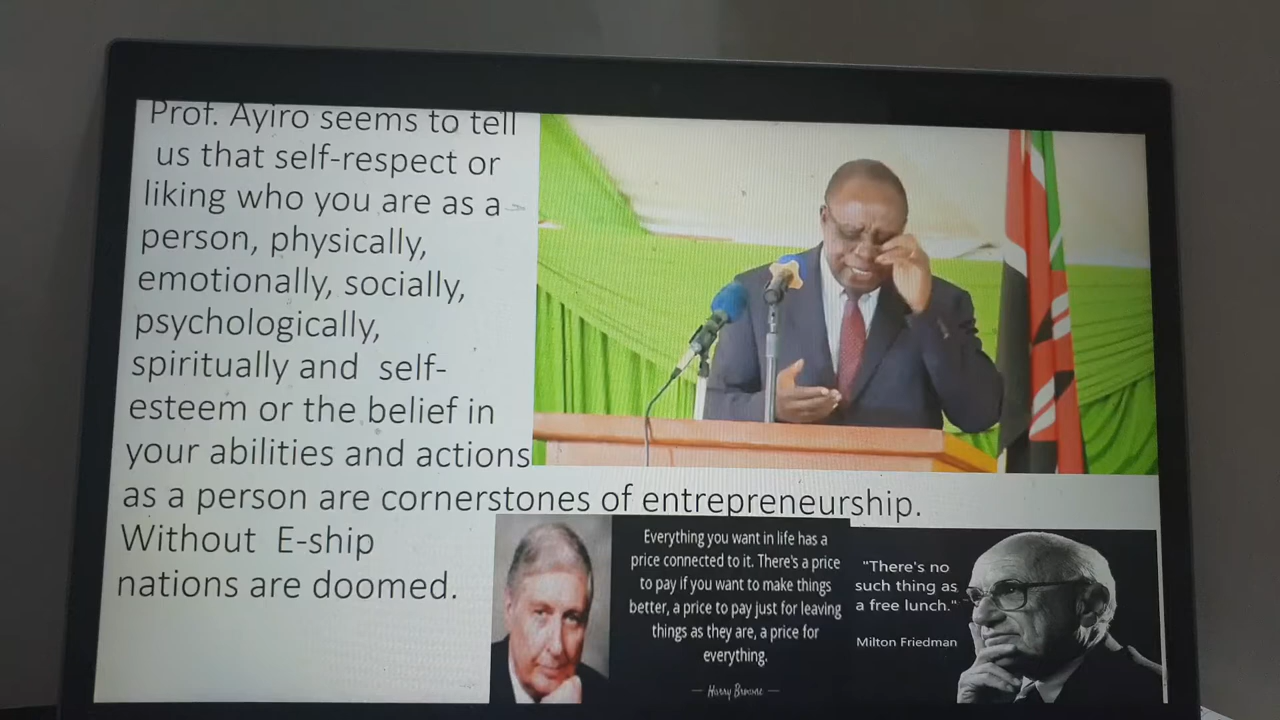 Prof. Ayiro seems to tell
us that self-respect or
liking who you are as a
person, physically,
emotionally, socially,
psychologically,
spiritually and self-
esteem or the belief in
your abilities and actions
as a person are cornerstones of entrepreneurship.
Without E-ship
nations are doomed.
Everything you want in life has a
price connected to it. There's a price
to pay if you want to make things
better, a price to pay just for leaving
things as they are, a price for
everything.
— Harry Browne —
"There's no
such thing as
a free lunch."
Milton Friedman